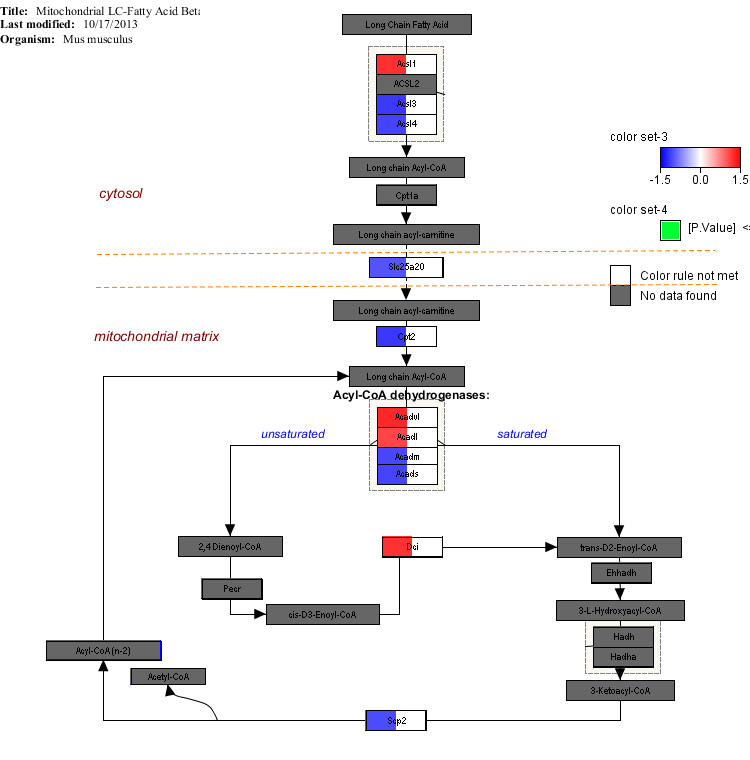 Title: Mitochondrial LC-Fatty Acid Beta
Last modified: 10/17/2013
Organism: Mus musculus
Long Chain Fatty Acid
Acsl1
ACSL2
Acsl3
Acsl4
color set-3
-1.5 0.0 1.5
Long chain Acyl-CoA
cytosol
Cpt1a
color set-4
[P.Value] <
Long chain acyl-carnitine
Slc25a20
Color rule not met
No data found
Long chain acyl-carnitine
mitochondrial matrix
Cpt2
Long chain Acyl-CoA
Acyl-CoA dehydrogenases:
Acadvl
unsaturated
Acadl
saturated
Acadm
Acads
2,4 Dienoyl-CoA
Dci
trans-D2-Enoyl-CoA
Ehhadh
Pecr
cis-D3-Enoyl-CoA
3-L-Hydroxyacyl-CoA
Hadh
Hadha
Acyl-CoA (n-2)
Acetyl-CoA
3-Ketoacyl-CoA
Scp2